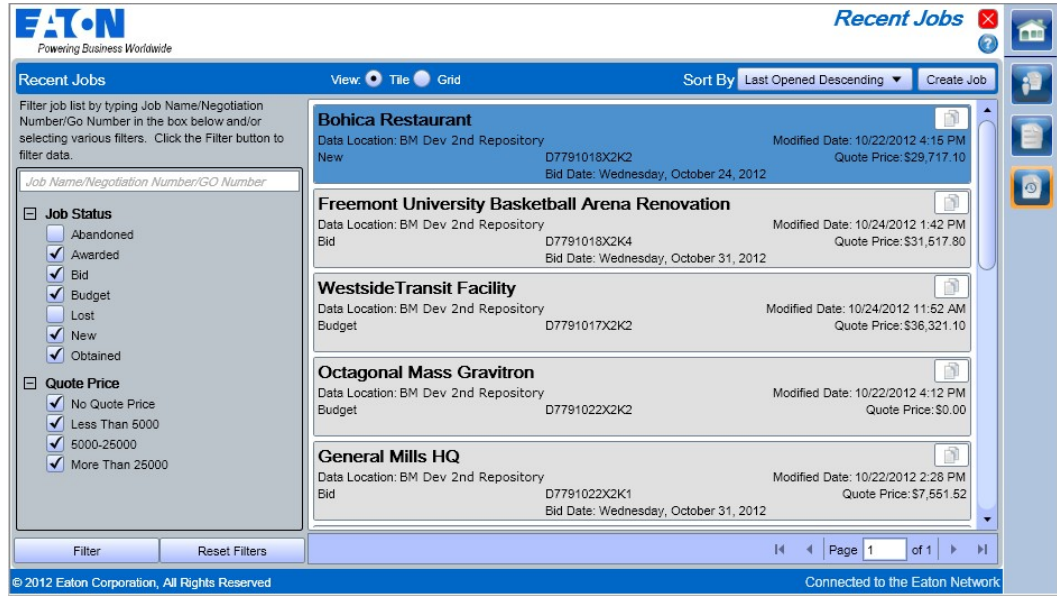 EATON
Powering Business Worldwide
Recent Jobs
Recent Jobs
View: Tile Grid
Sort By Last Opened Descending
Create Job
Filter job list by typing Job Name/Negotiation
Number/Go Number in the box below and/or
selecting various filters. Click the Filter button to
filter data.
Job Name/Negotiation Number/GO Number
Job Status
Abandoned
Awarded
Bid
Budget
Lost
New
Obtained
Quote Price
No Quote Price
Less Than 5000
5000-25000
More Than 25000
Filter
Reset Filters
Bohica Restaurant
Data Location: BM Dev 2nd Repository Modified Date: 10/22/2012 4:15 PM
New D7791018X2K2 Quote Price: $29,717.10
Bid Date: Wednesday, October 24, 2012
Freemont University Basketball Arena Renovation
Data Location: BM Dev 2nd Repository Modified Date: 10/24/2012 1:42 PM
Bid D7791018X2K4 Quote Price: $31,517.80
Bid Date: Wednesday, October 31, 2012
WestsideTransit Facility
Data Location: BM Dev 2nd Repository Modified Date: 10/24/2012 11:52 AM
Budget D7791017X2K2 Quote Price: $36,321.10
Octagonal Mass Gravitron
Data Location: BM Dev 2nd Repository Modified Date: 10/22/2012 4:12 PM
Budget D7791022X2K2 Quote Price: $0.00
General Mills HQ
Data Location: BM Dev 2nd Repository Modified Date: 10/22/2012 2:28 PM
Bid D7791022X2K1 Quote Price: $7,551.52
Bid Date: Wednesday, October 31, 2012
Page 1 of 1
© 2012 Eaton Corporation, All Rights Reserved
Connected to the Eaton Network